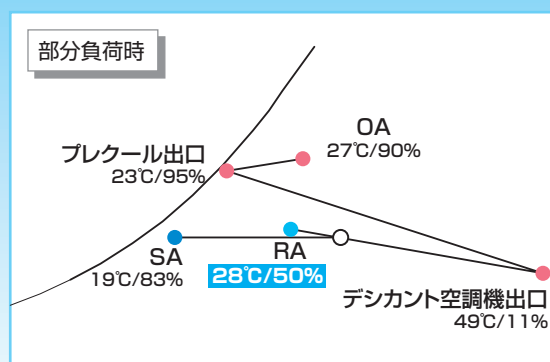 部分負荷時
OA
27℃/90%
プレクール出口
23℃/95%
SA
19℃/83%
RA
28℃/50%
デシカント空調機出口
49℃/11%